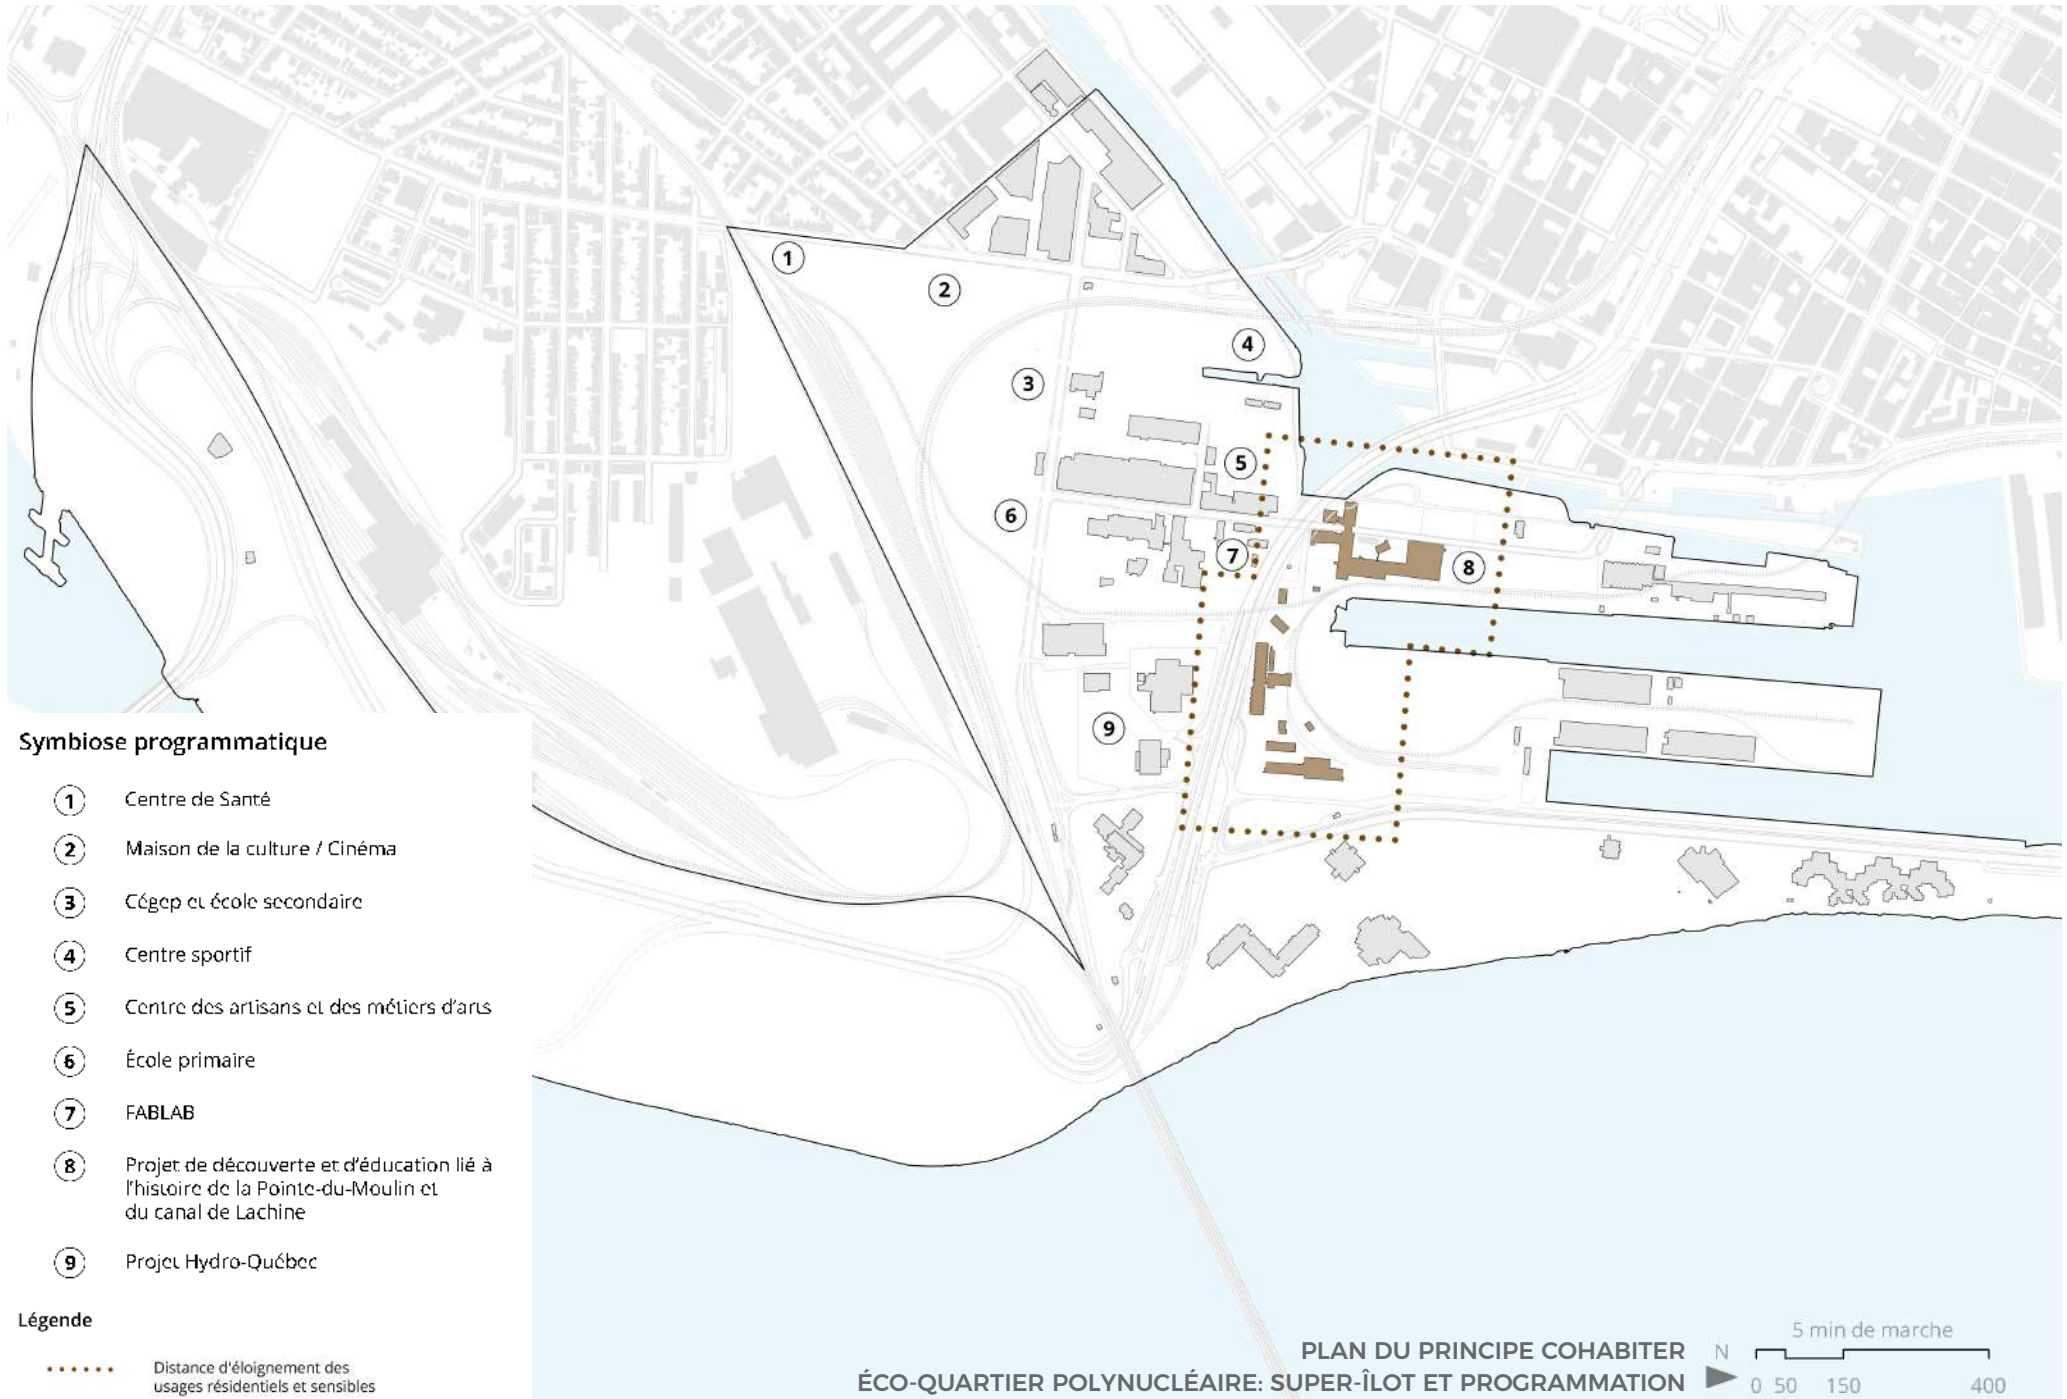 1
2
3
4
5
6
7
8
9
Symbiose programmatique
1 Centre de Santé
2 Maison de la culture / Cinéma
3 Cégep et école secondaire
4 Centre sportif
5 Centre des artisans et des métiers d'arts
6 École primaire
7 FABLAB
8 Projet de découverte et d'éducation lié à
l'histoire de la Pointe-du-Moulin et
du canal de Lachine
9 Projet Hydro-Québec
Légende
Distance d'éloignement des
usages résidentiels et sensibles
PLAN DU PRINCIPE COHABITER
ÉCO-QUARTIER POLYNUCLÉAIRE: SUPER-ÎLOT ET PROGRAMMATION
N
5 min de marche
0 50 150 400